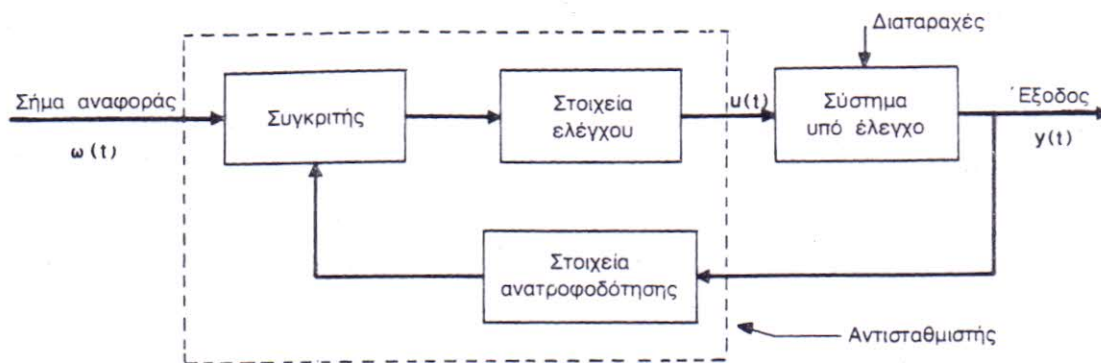 Διαταραχές
Σήμα αναφοράς
ω(t)
Συγκριτής
Στοιχεία
ελέγχου
u(t)
Σύστημα
υπό έλεγχο
Έξοδος
y(t)
Στοιχεία
ανατροφοδότησης
Αντισταθμιστής